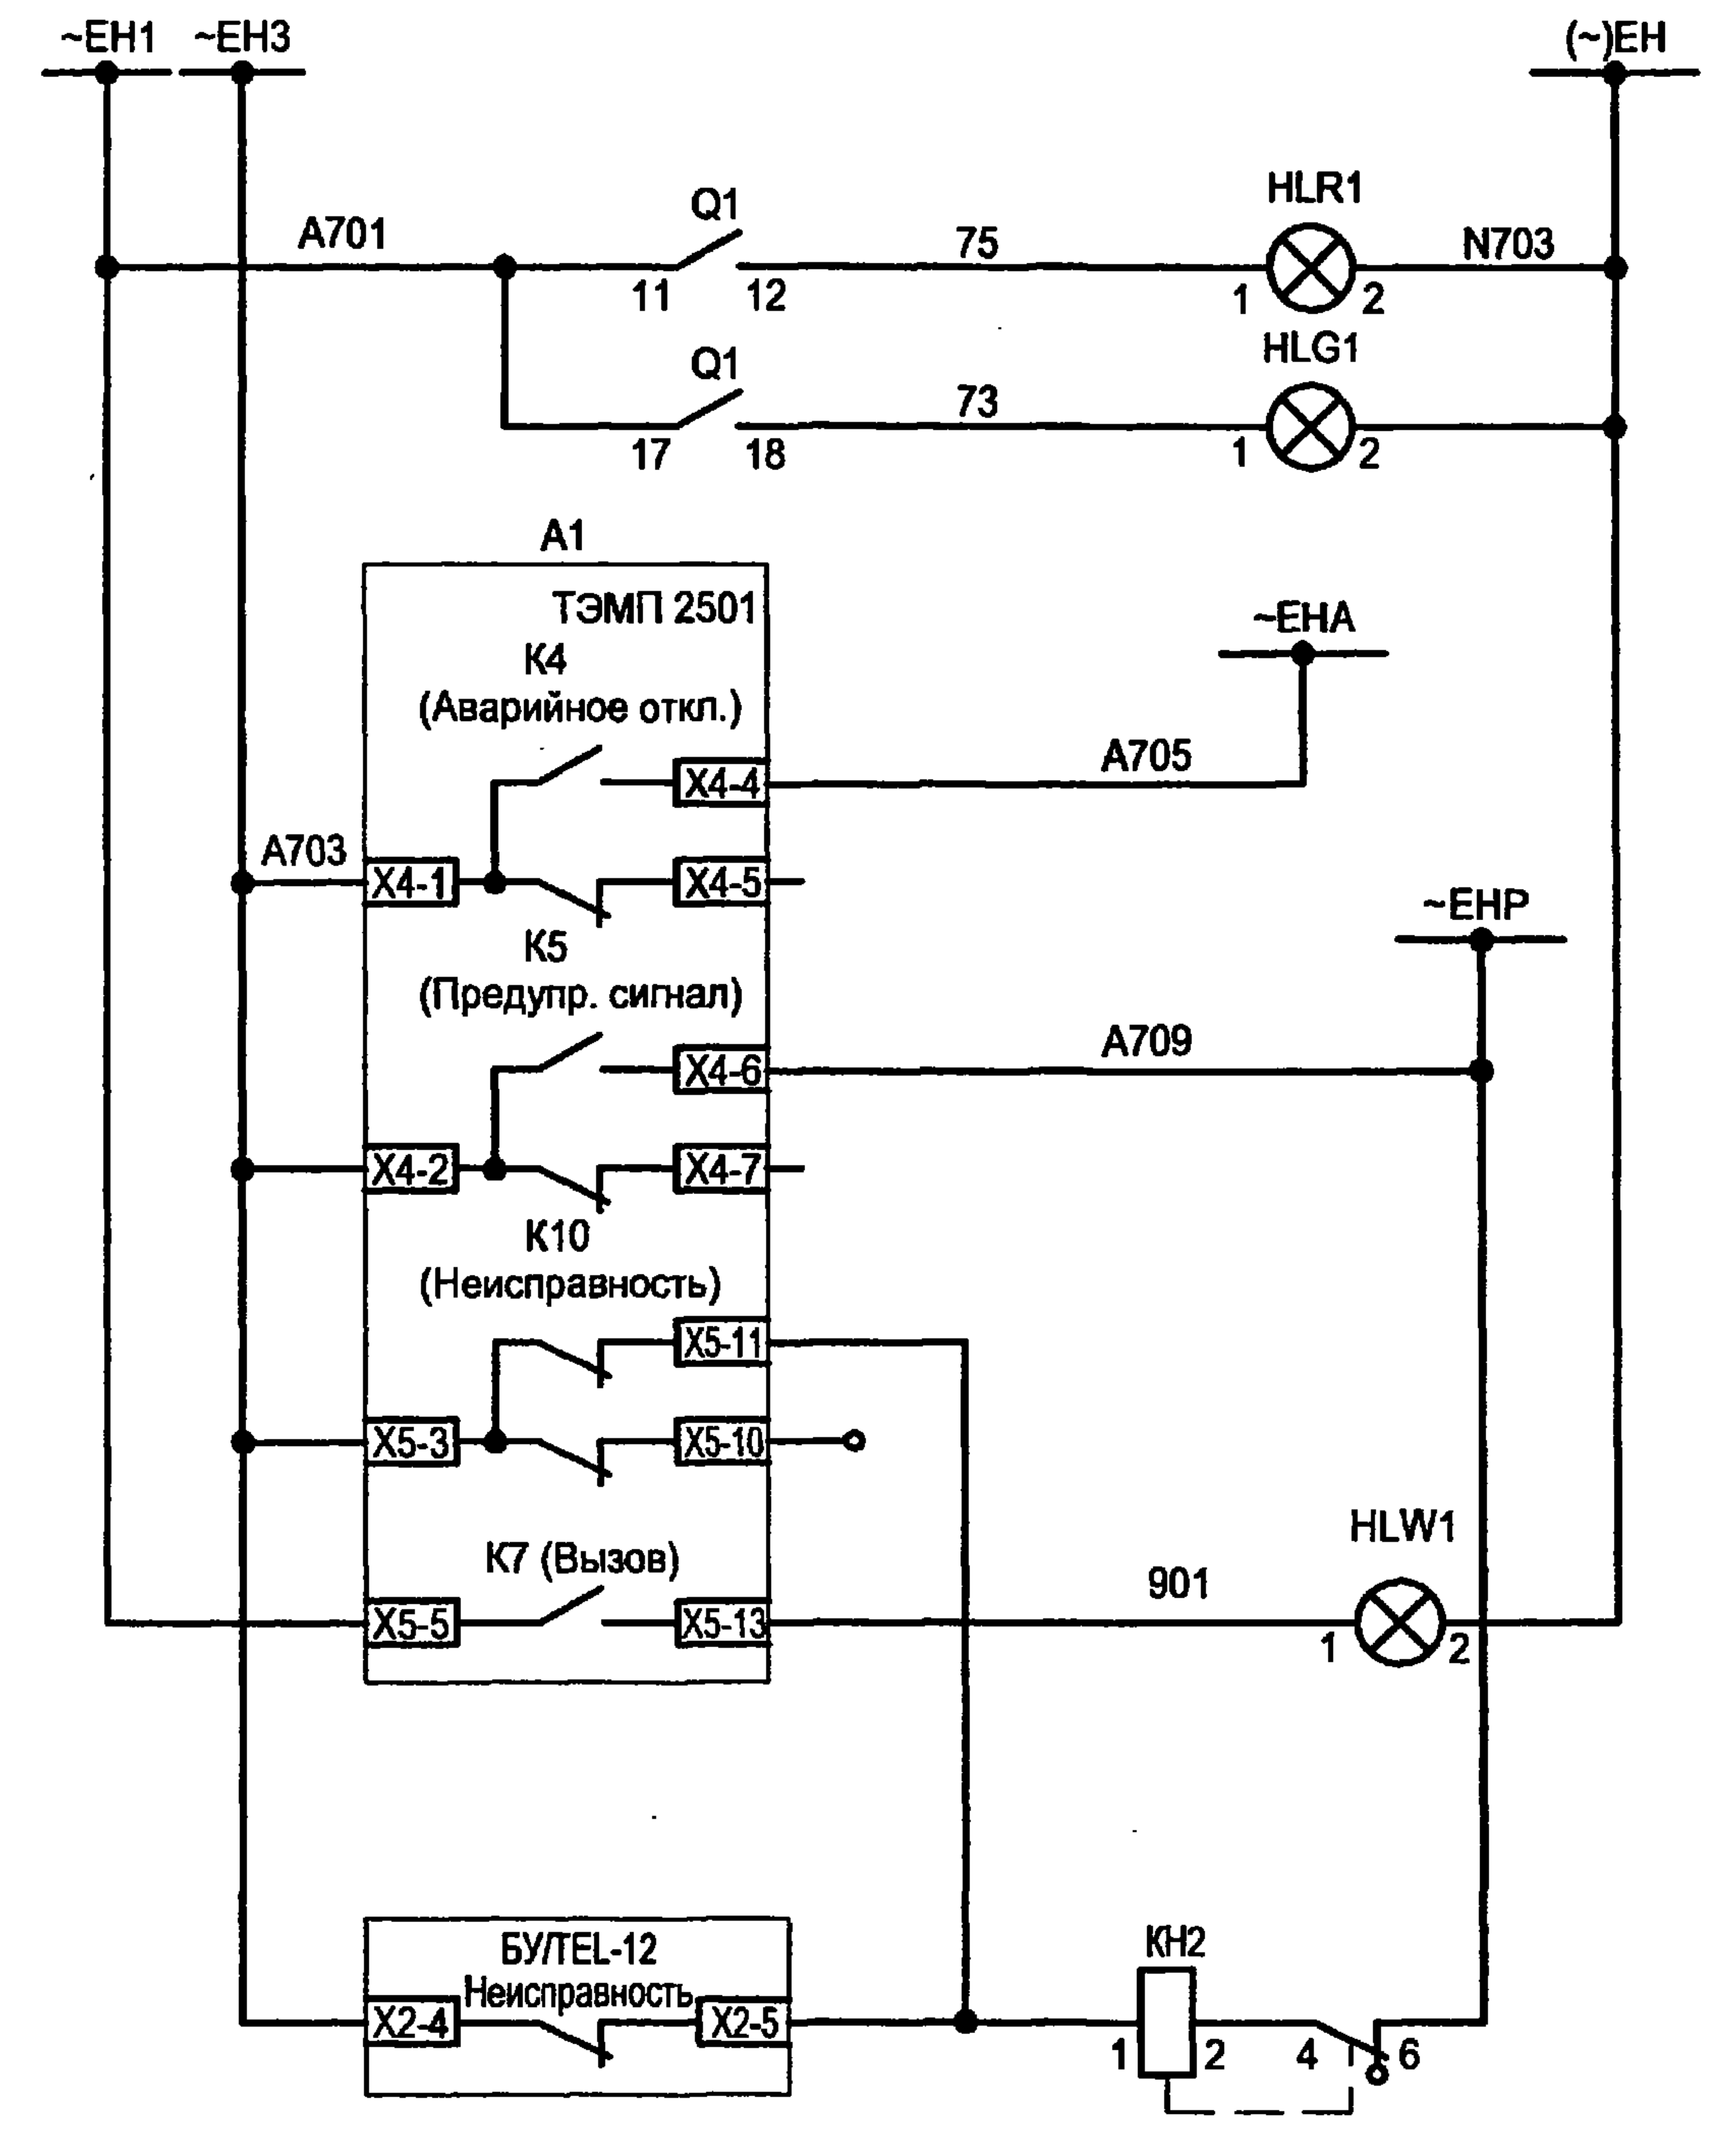 ~EH1 ~EH3 (~)EH
HLR1
Q1
A701 75 N703
11 12 1 2
HLG1
Q1
73
17 18 1 2
A1
ТЭМП 2501
~EHA
K4
(Аварийное откл.)
X4-4 A705
A703
X4-1 X4-5
~EHP
K5
(Предупр. сигнал)
X4-6 A709
X4-2 X4-7
K10
(Неисправность)
X5-11
X5-3 X5-10
HLW1
K7 (Вызов)
901
X5-5 X5-13
1 2
БУ/TEL-12
KH2
Неисправность
X2-4 X2-5
1 2 4 6